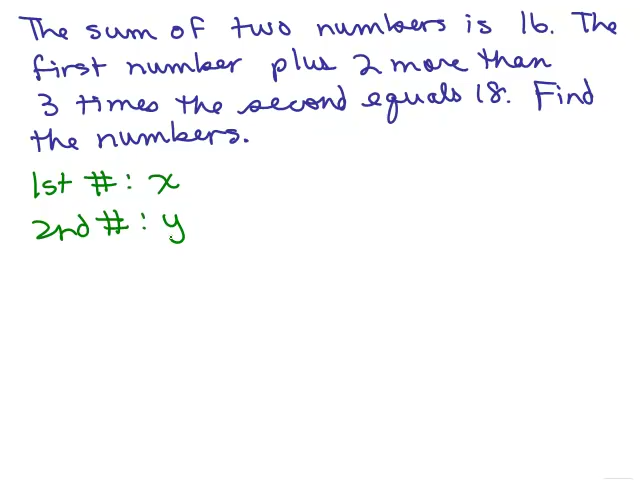 The sum of two numbers is 16. The
first number plus 2 more than
3 times the second equals 18. Find
the numbers.
1st #: x
2nd #: y